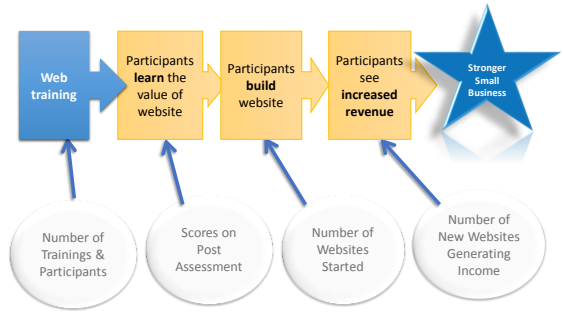 Web
training
Participants
learn the
value of
website
Participants
build
website
Participants
see
increased
revenue
Stronger
Small
Business
Number of
Trainings &
Participants
Scores on
Post
Assessment
Number of
Websites
Started
Number of
New Websites
Generating
Income